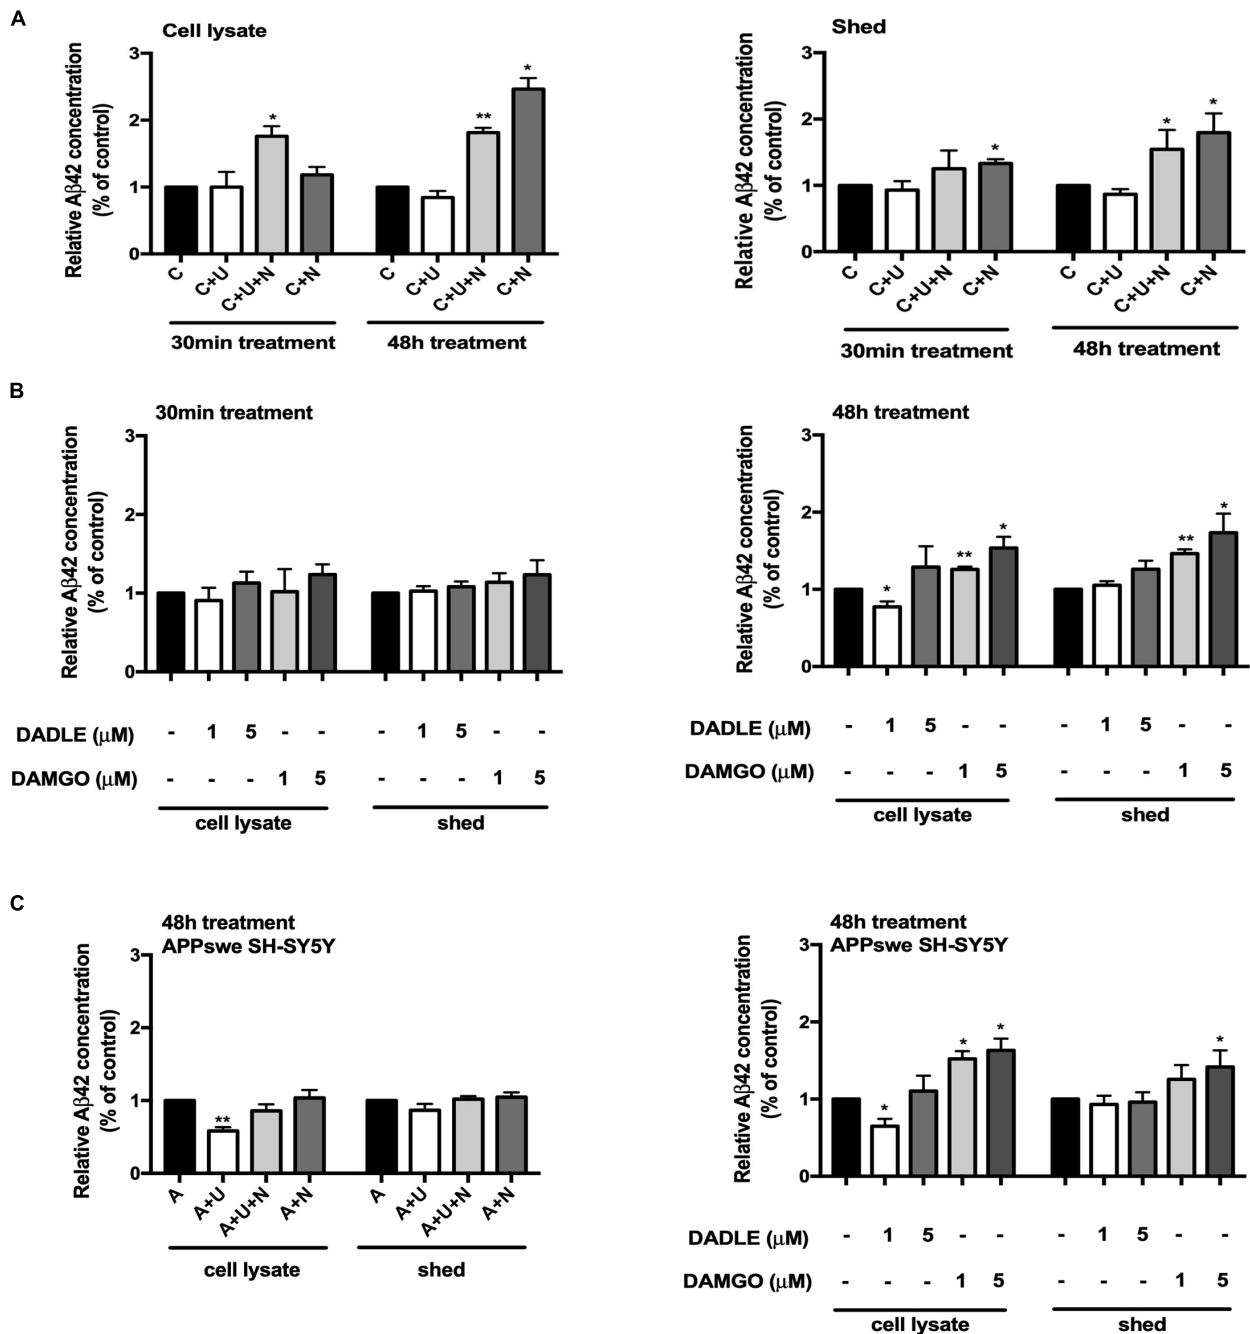 A
Cell lysate
Relative Aβ42 concentration
(% of control)
3
2
1
0
*
**
*
C
C+U
C+U+N
C+N
C
C+U
C+U+N
C+N
30min treatment
48h treatment
Shed
Relative Aβ42 concentration
(% of control)
3
2
1
0
*
*
*
C
C+U
C+U+N
C+N
C
C+U
C+U+N
C+N
30min treatment
48h treatment
B
30min treatment
Relative Aβ42 concentration
(% of control)
3
2
1
0
DADLE (μM) - 1 5 - - - 1 5 - -
DAMGO (μM) - - - 1 5 - - - 1 5
cell lysate
shed
48h treatment
Relative Aβ42 concentration
(% of control)
3
2
1
0
*
**
*
**
*
DADLE (μM) - 1 5 - - - 1 5 - -
DAMGO (μM) - - - 1 5 - - - 1 5
cell lysate
shed
C
48h treatment
APPswe SH-SY5Y
Relative Aβ42 concentration
(% of control)
3
2
1
0
**
A
A+U
A+U+N
A+N
A
A+U
A+U+N
A+N
cell lysate
shed
48h treatment
APPswe SH-SY5Y
Relative Aβ42 concentration
(% of control)
3
2
1
0
*
*
*
*
DADLE (μM) - 1 5 - - - 1 5 - -
DAMGO (μM) - - - 1 5 - - - 1 5
cell lysate
shed